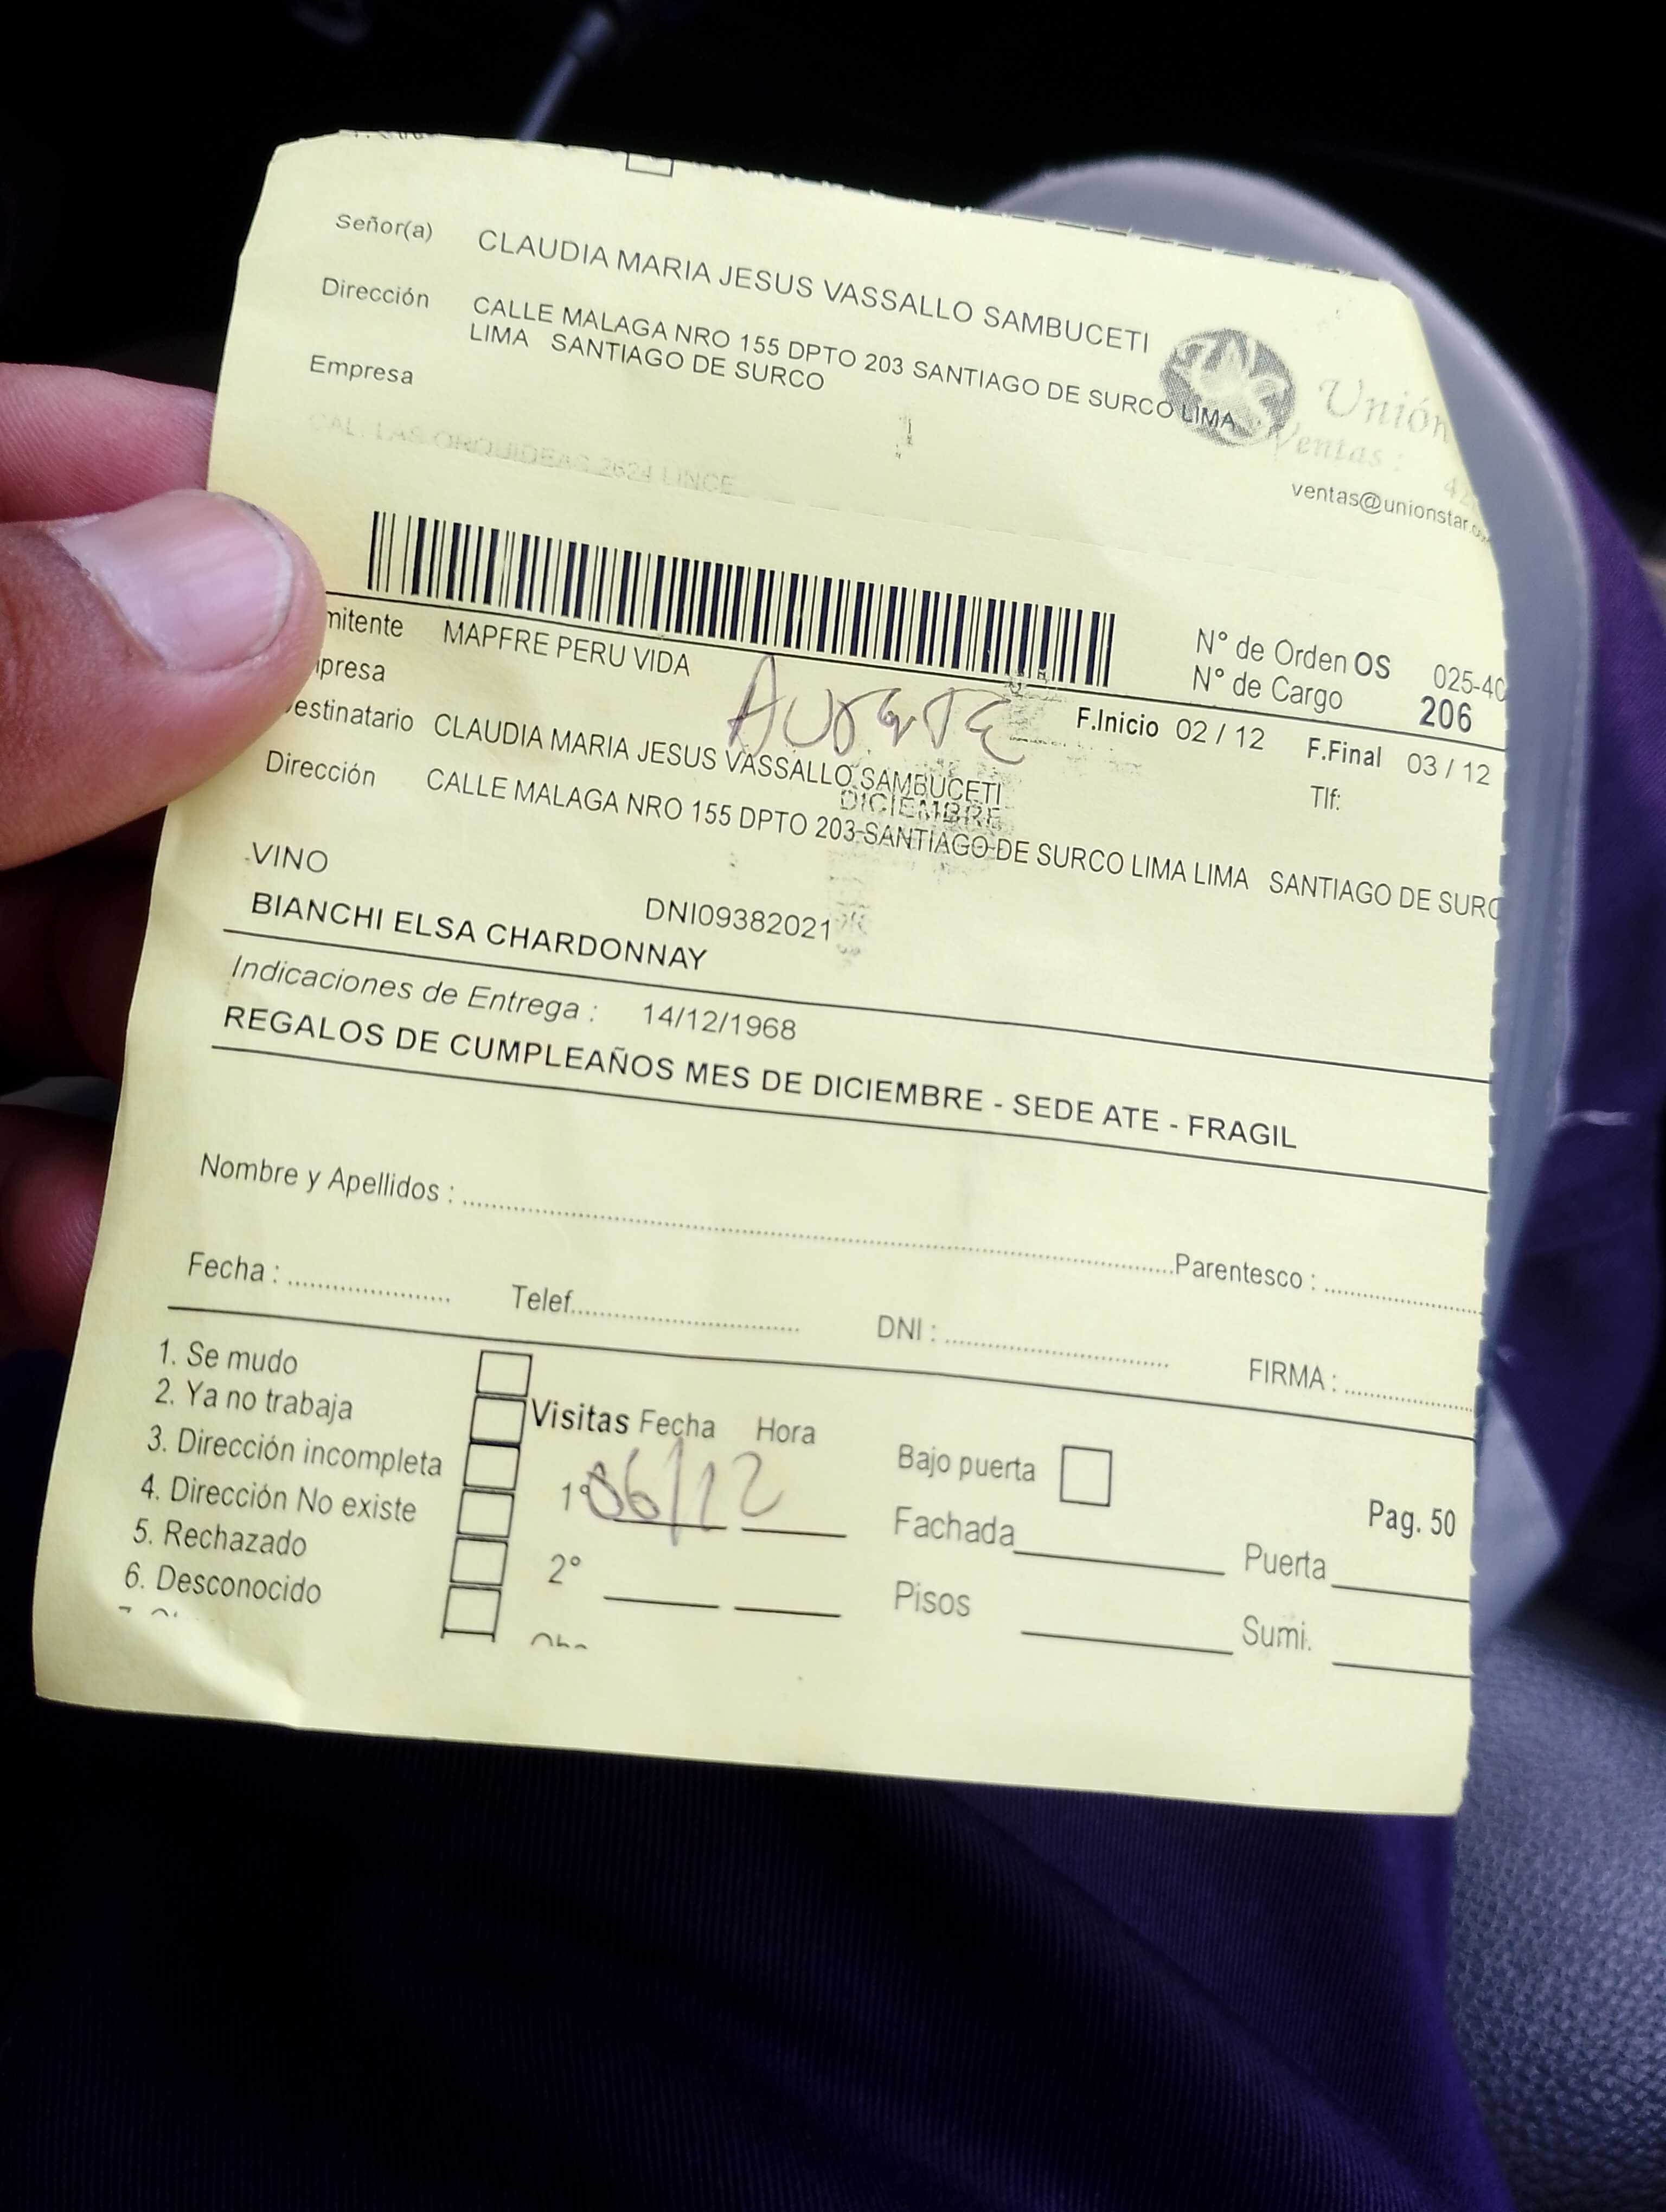 Señor(a) CLAUDIA MARIA JESUS VASSALLO SAMBUCETI
Dirección CALLE MALAGA NRO 155 DPTO 203 SANTIAGO DE SURCO LIMA
LIMA SANTIAGO DE SURCO
Empresa
Unión
Ventas :
CAL. LAS ORQUIDEAS 2624 LINCE
ventas@unionstar.
N° de Orden OS 025-40
N° de Cargo 206
mitente MAPFRE PERU VIDA
presa
F.Inicio 02 / 12 F.Final 03 / 12
estinatario CLAUDIA MARIA JESUS VASSALLO SAMBUCETI
Tlf:
DICIEMBRE
Dirección CALLE MALAGA NRO 155 DPTO 203 SANTIAGO DE SURCO LIMA LIMA SANTIAGO DE SURC
VINO
DNI09382021
BIANCHI ELSA CHARDONNAY
Indicaciones de Entrega : 14/12/1968
REGALOS DE CUMPLEAÑOS MES DE DICIEMBRE - SEDE ATE - FRAGIL
Nombre y Apellidos : Parentesco :
Fecha : Telef. DNI : FIRMA :
1. Se mudo
2. Ya no trabaja
3. Dirección incompleta
4. Dirección No existe
5. Rechazado
6. Desconocido
Visitas Fecha Hora
1° 06/12
2°
Bajo puerta
Fachada Puerta
Pisos Sumi.
Pag. 50